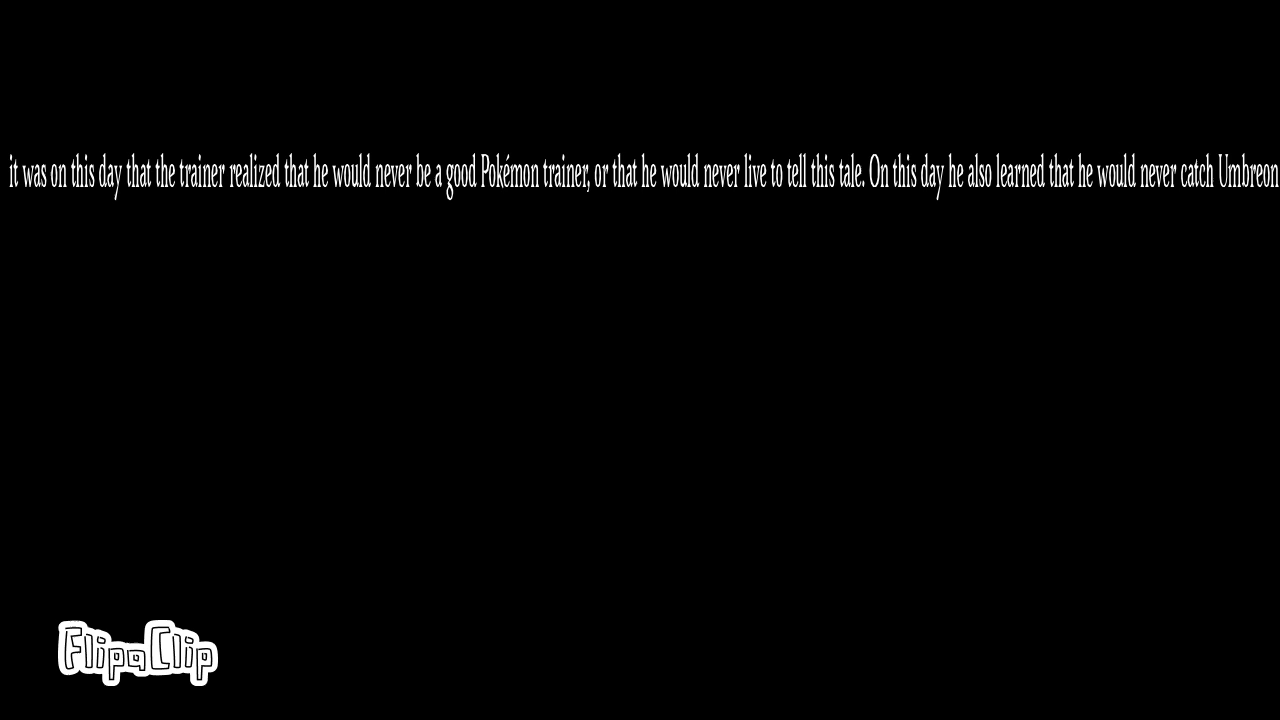 it was on this day that the trainer realized that he would never be a good Pokémon trainer, or that he would never live to tell this tale. On this day he also learned that he would never catch Umbreon
FlipaClip